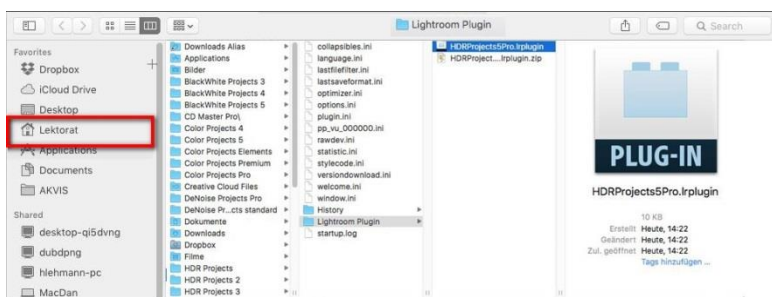 Lightroom Plugin
Search
Favorites
Dropbox
iCloud Drive
Desktop
Lektorat
Applications
Documents
AKVIS
Shared
desktop-qi5dvng
dubdpng
hlehmann-pc
MacDan
Downloads Alias
Applications
Bilder
BlackWhite Projects 3
BlackWhite Projects 4
BlackWhite Projects 5
CD Master Pro\
Color Projects 4
Color Projects 5
Color Projects Elements
Color Projects Premium
Color Projects Pro
Creative Cloud Files
DeNoise Projects Pro
DeNoise Pr...cts standard
Dokumente
Downloads
Dropbox
Filme
HDR Projects
HDR Projects 2
HDR Projects 3
collapsibles.ini
language.ini
lastfilefilter.ini
lastsaveformat.ini
optimizer.ini
options.ini
plugin.ini
pp_vu_000000.ini
rawdev.ini
statistic.ini
stylecode.ini
versiondownload.ini
welcome.ini
window.ini
History
Lightroom Plugin
startup.log
HDRProjects5Pro.lrplugin
HDRProject....lrplugin.zip
PLUG-IN
HDRProjects5Pro.lrplugin
10 KB
Erstellt Heute, 14:22
Geändert Heute, 14:22
Zul. geöffnet Heute, 14:22
Tags hinzufügen ...